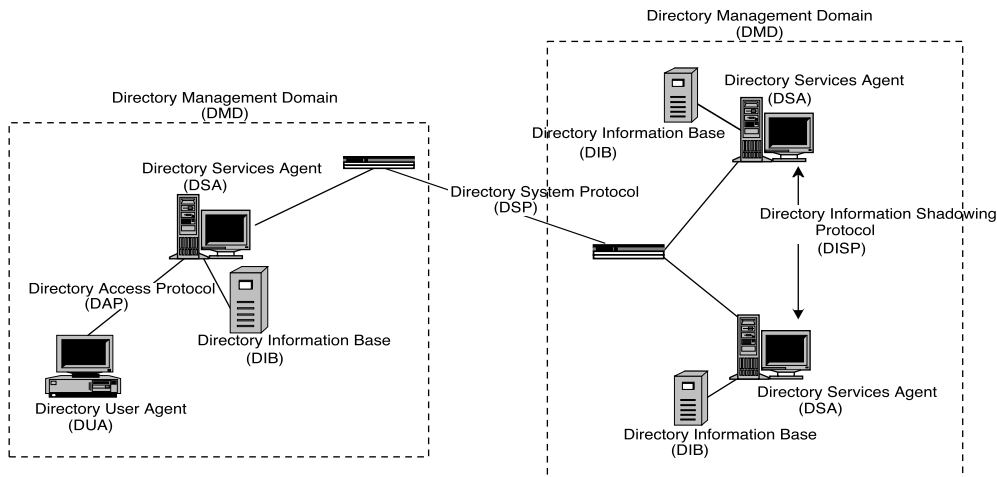 Directory Management Domain
(DMD)
Directory Services Agent
(DSA)
Directory Access Protocol
(DAP)
Directory Information Base
(DIB)
Directory User Agent
(DUA)
Directory System Protocol
(DSP)
Directory Management Domain
(DMD)
Directory Services Agent
(DSA)
Directory Information Base
(DIB)
Directory Information Shadowing
Protocol
(DISP)
Directory Services Agent
(DSA)
Directory Information Base
(DIB)